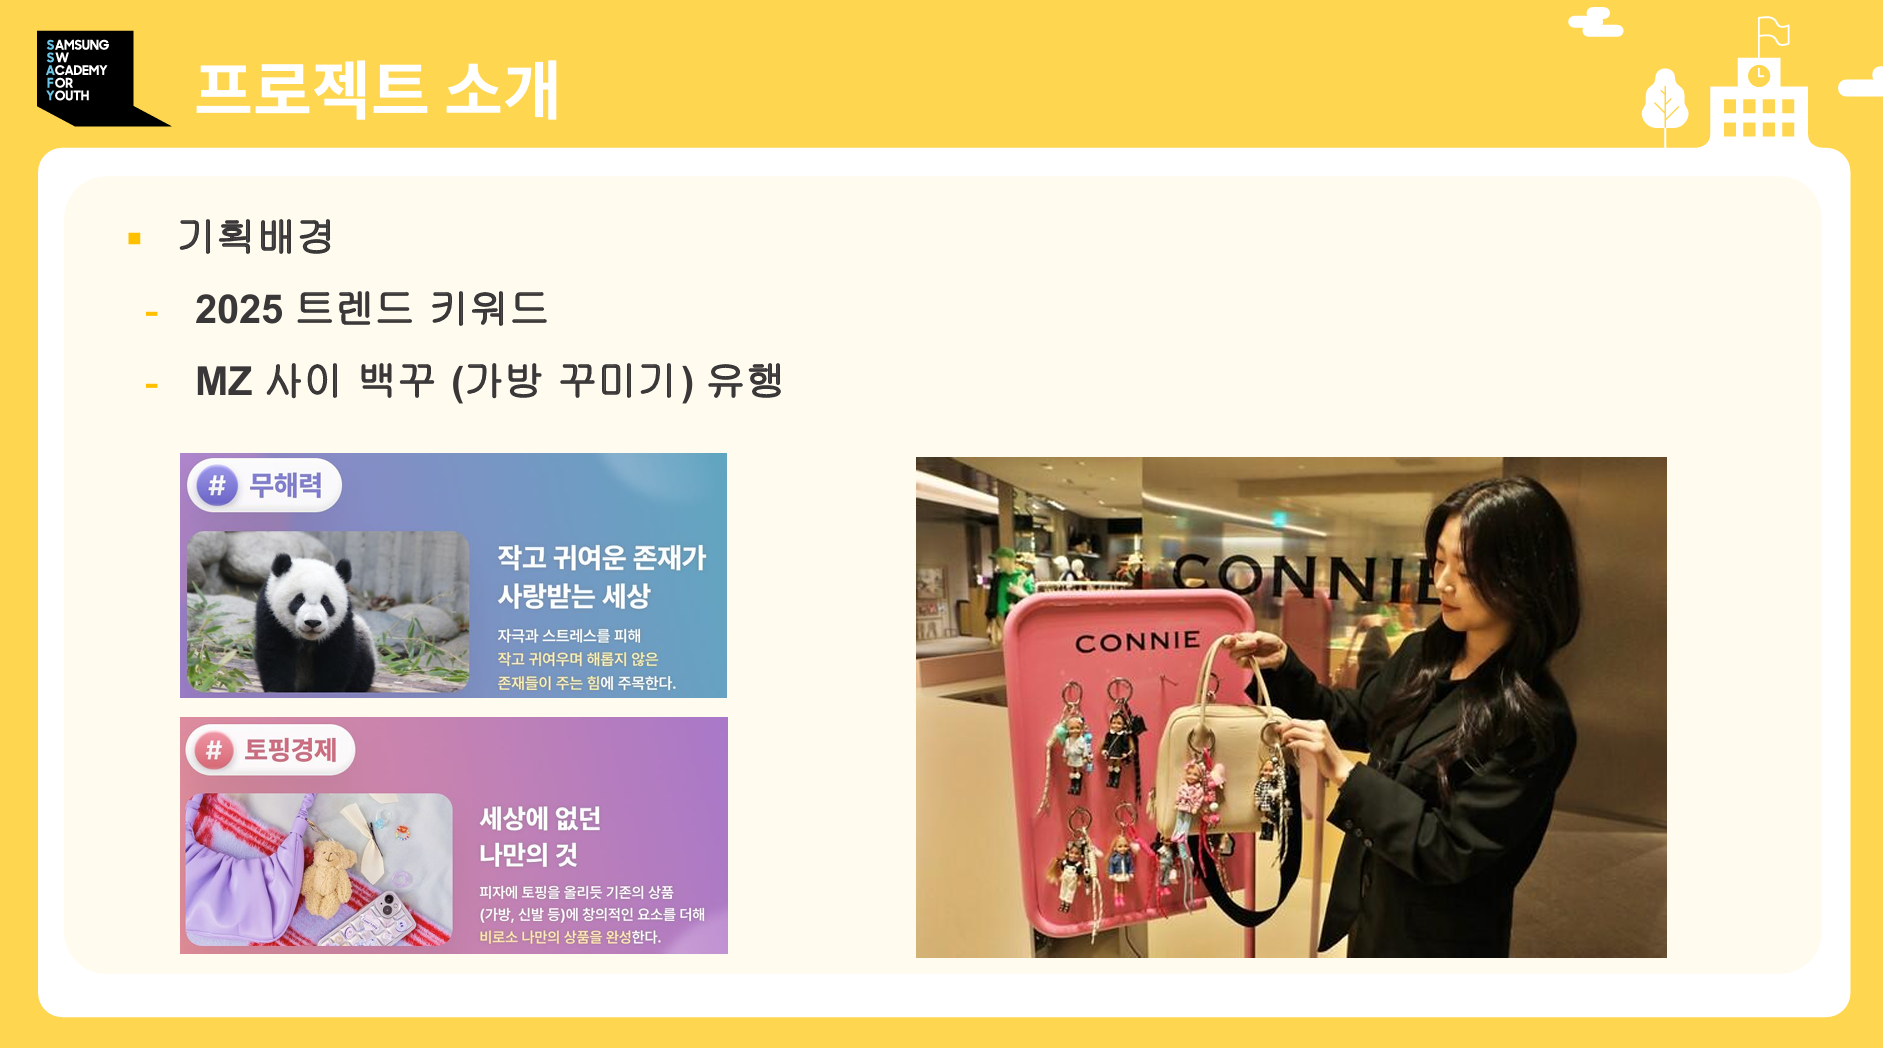 SAMSUNG
SW
ACADEMY
FOR
YOUTH
프로젝트 소개
▪ 기획배경
- 2025 트렌드 키워드
- MZ 사이 백꾸 (가방 꾸미기) 유행
# 무해력
작고 귀여운 존재가
사랑받는 세상
자극과 스트레스를 피해
작고 귀여우며 해롭지 않은
존재들이 주는 힘에 주목한다.
# 토핑경제
세상에 없던
나만의 것
피자에 토핑을 올리듯 기존의 상품
(가방, 신발 등)에 창의적인 요소를 더해
비로소 나만의 상품을 완성한다.
CONNIE
CONNIE